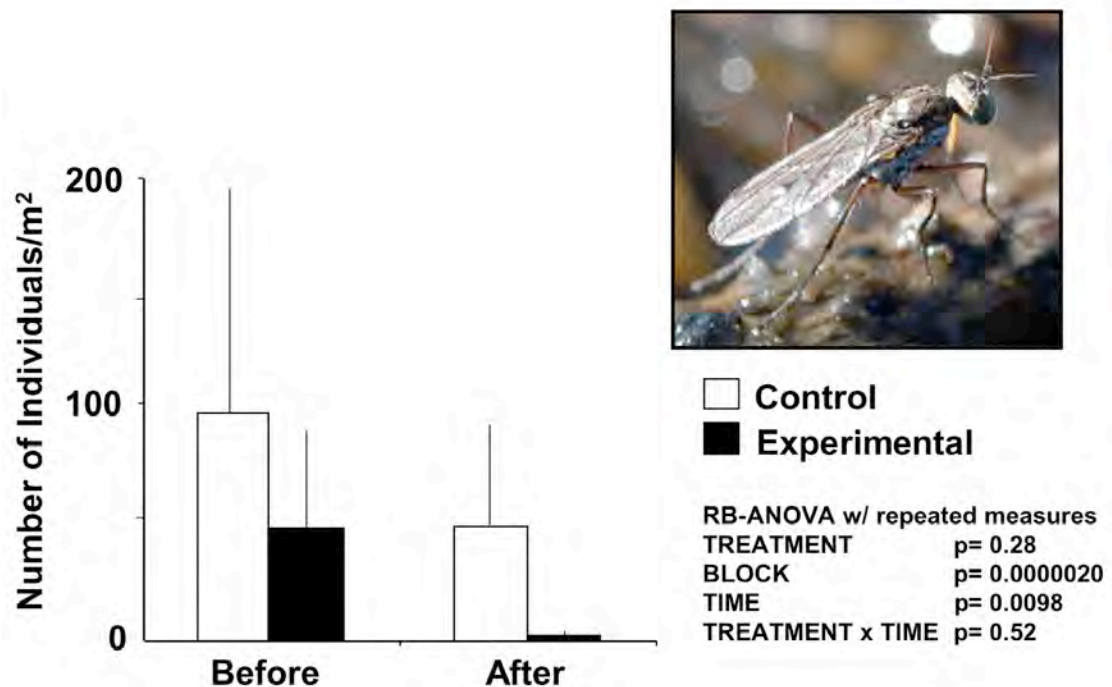 Number of Individuals/m²
200
100
0
Before After
Control
Experimental
RB-ANOVA w/ repeated measures
TREATMENT p= 0.28
BLOCK p= 0.0000020
TIME p= 0.0098
TREATMENT x TIME p= 0.52